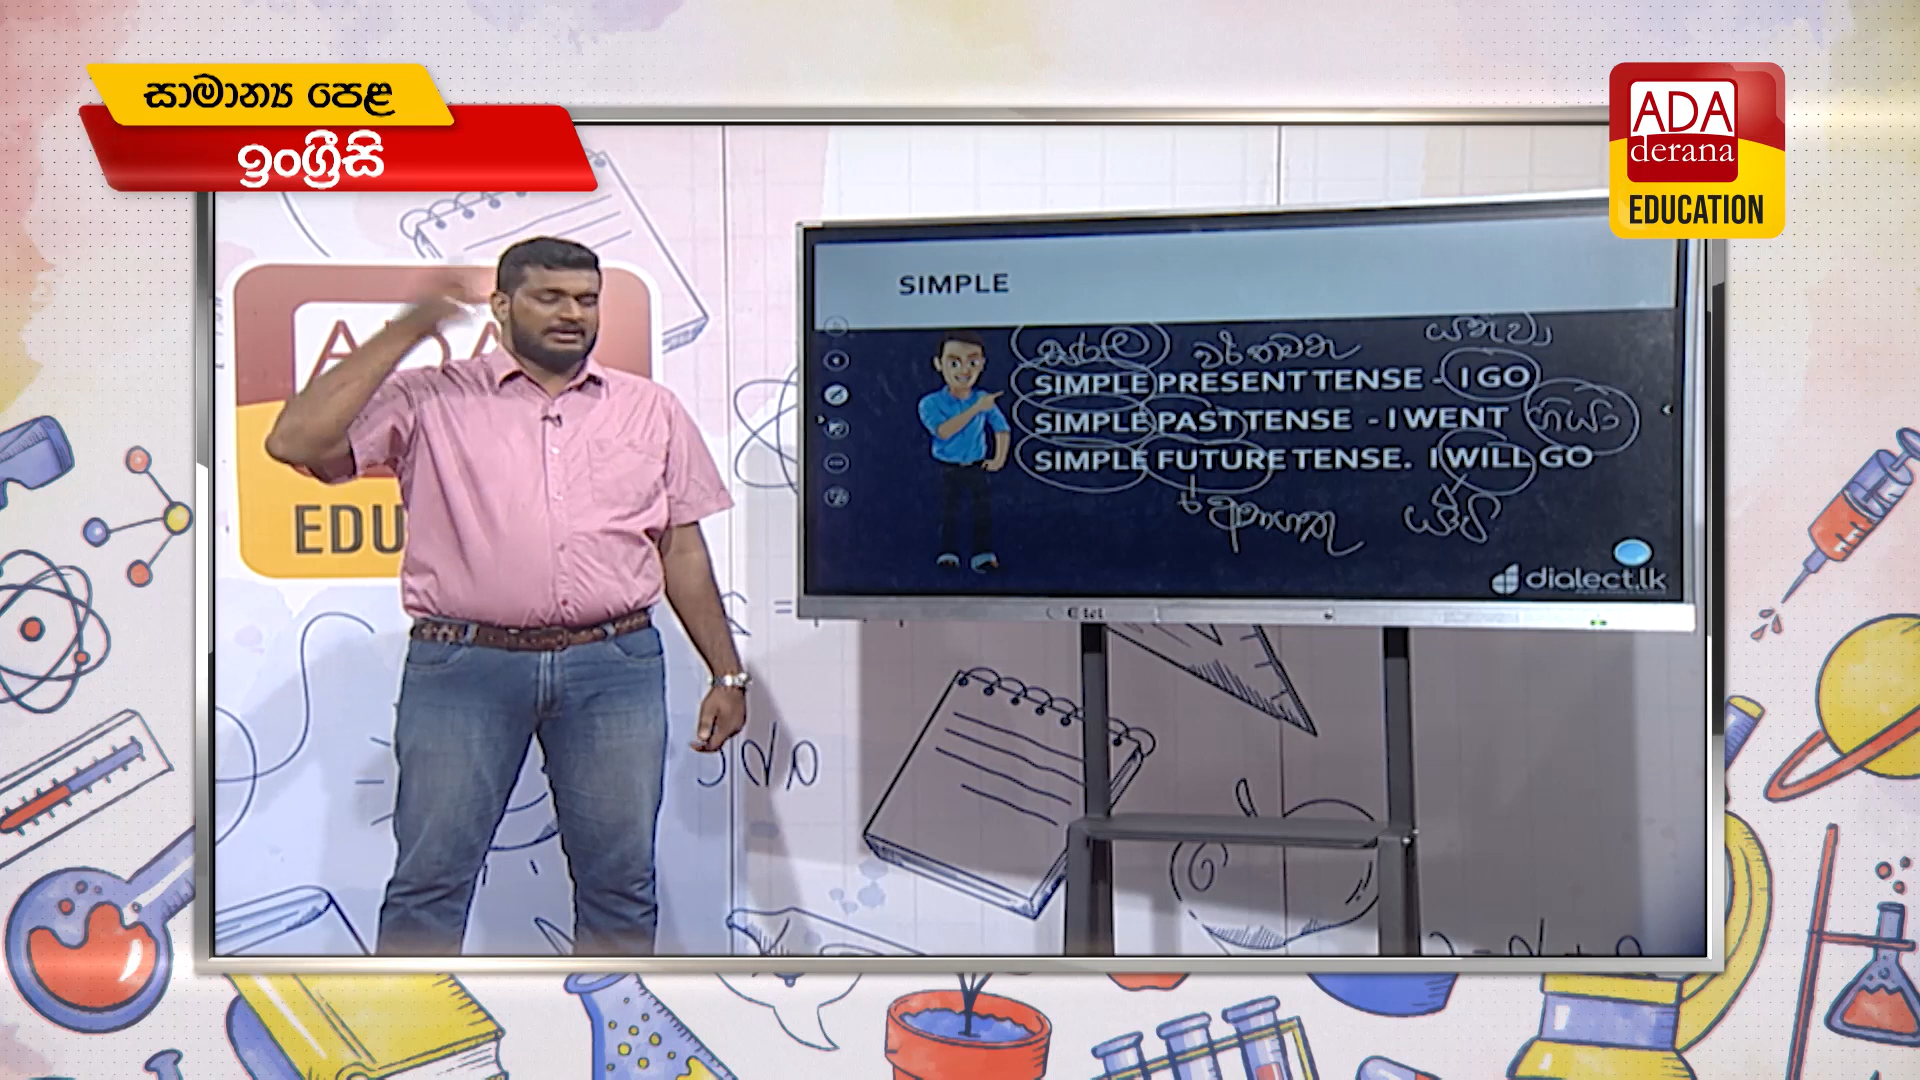 සාමාන්‍ය පෙළ
ඉංග්‍රීසි
ADA
derana
EDUCATION
SIMPLE
සරල වර්තමාන යනවා
SIMPLE PRESENT TENSE - I GO
SIMPLE PAST TENSE - I WENT ගියා
SIMPLE FUTURE TENSE. I WILL GO
අනාගත යාවි
dialect.lk
ADA
EDU